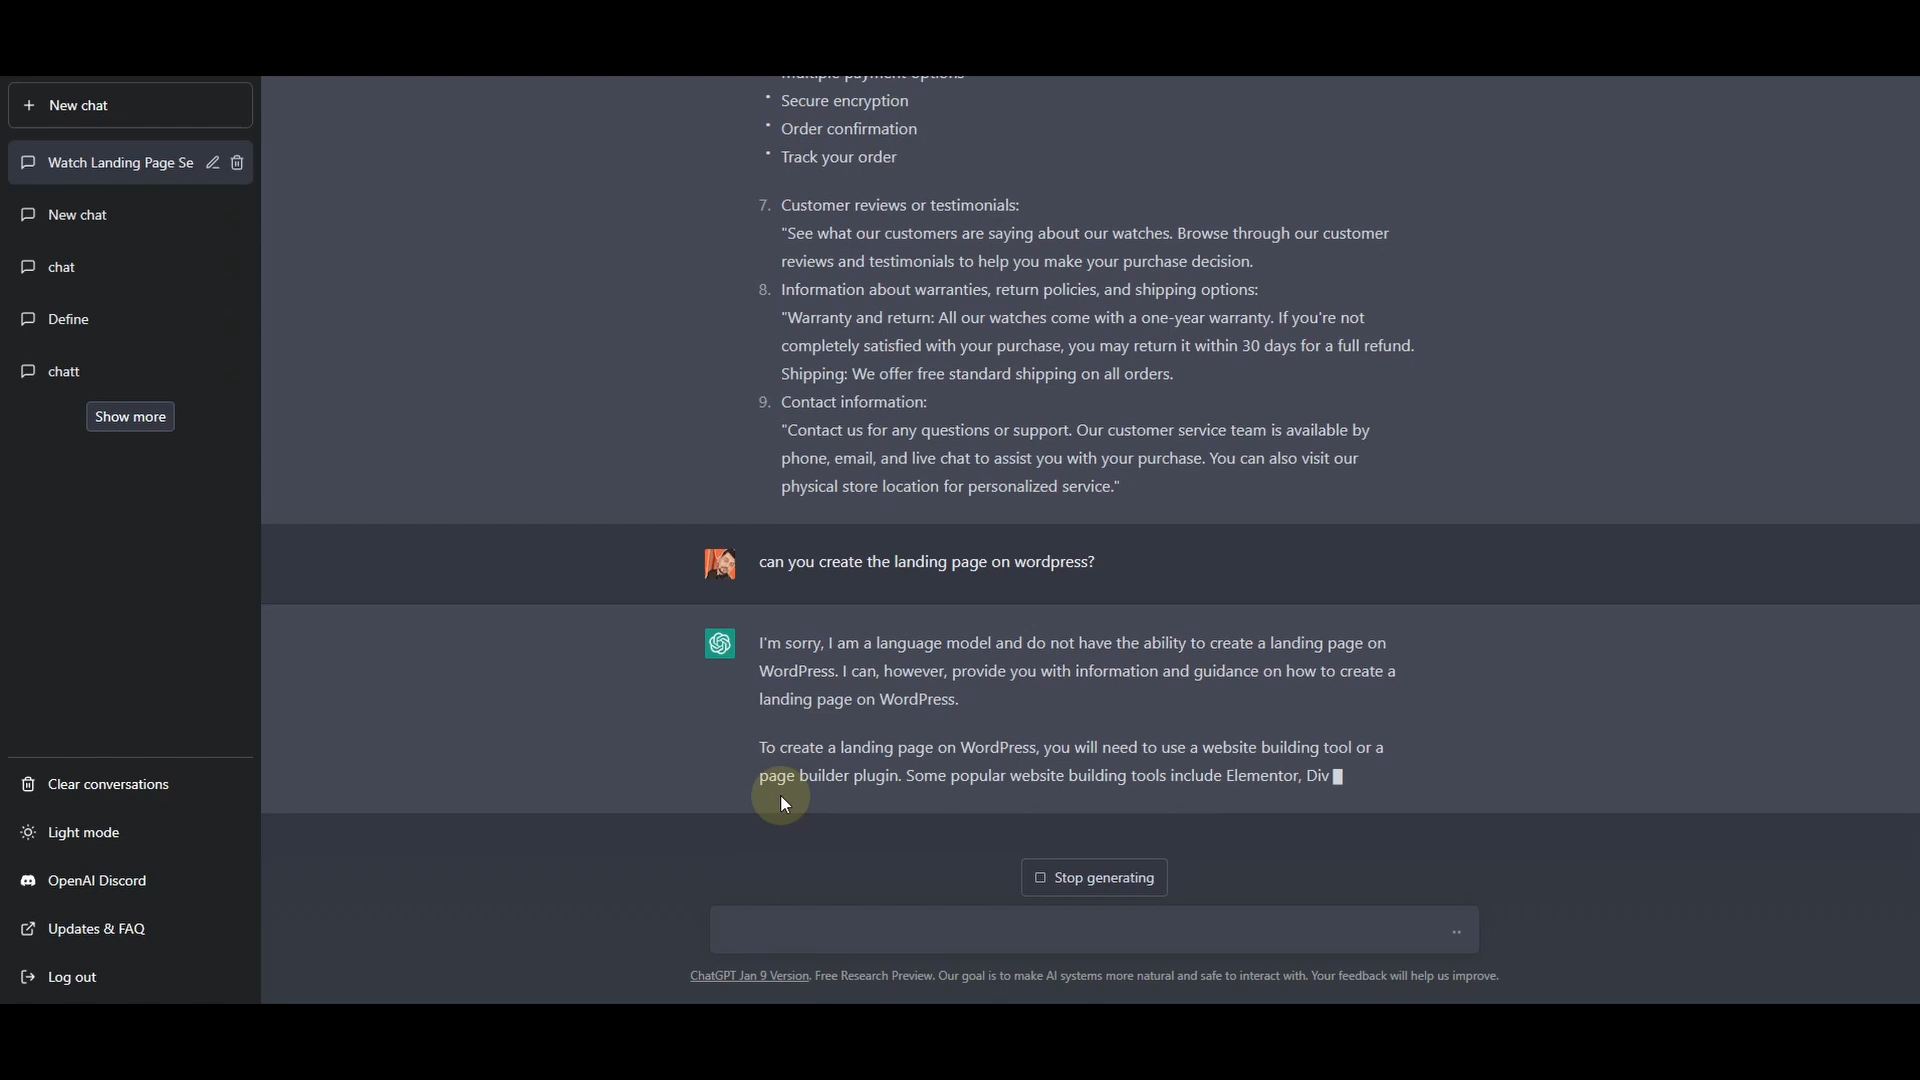 New chat
Watch Landing Page Se
New chat
chat
Define
chatt
Show more
Clear conversations
Light mode
OpenAI Discord
Updates & FAQ
Log out
Multiple payment options
Secure encryption
Order confirmation
Track your order
7. Customer reviews or testimonials:
"See what our customers are saying about our watches. Browse through our customer
reviews and testimonials to help you make your purchase decision.
8. Information about warranties, return policies, and shipping options:
"Warranty and return: All our watches come with a one-year warranty. If you're not
completely satisfied with your purchase, you may return it within 30 days for a full refund.
Shipping: We offer free standard shipping on all orders.
9. Contact information:
"Contact us for any questions or support. Our customer service team is available by
phone, email, and live chat to assist you with your purchase. You can also visit our
physical store location for personalized service."
can you create the landing page on wordpress?
I'm sorry, I am a language model and do not have the ability to create a landing page on
WordPress. I can, however, provide you with information and guidance on how to create a
landing page on WordPress.
To create a landing page on WordPress, you will need to use a website building tool or a
page builder plugin. Some popular website building tools include Elementor, Div
Stop generating
ChatGPT Jan 9 Version. Free Research Preview. Our goal is to make AI systems more natural and safe to interact with. Your feedback will help us improve.